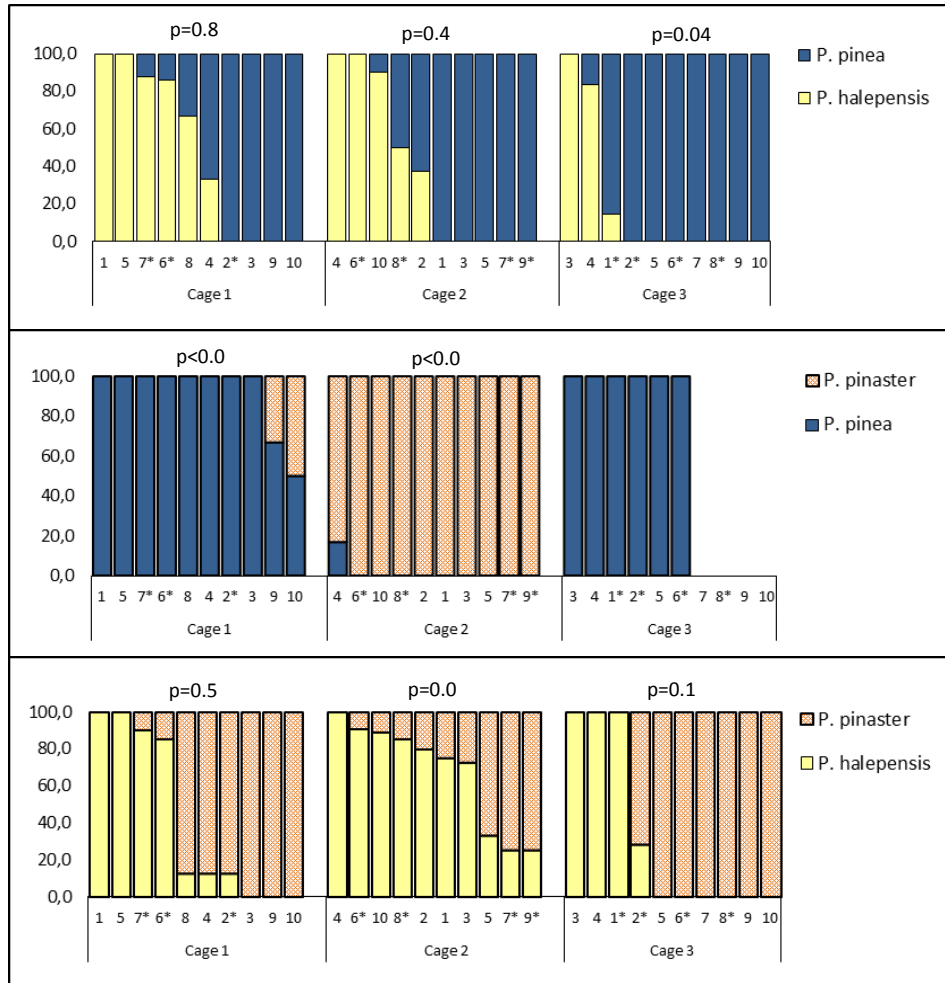 p=0.8 p=0.4 p=0.04
100,0
80,0
60,0
40,0
20,0
0,0
P. pinea
P. halepensis
1 5 7* 6* 8 4 2* 3 9 10 4 6* 10 8* 2 1 3 5 7* 9* 3 4 1* 2* 5 6* 7 8* 9 10
Cage 1 Cage 2 Cage 3
p<0.0 p<0.0
100,0
80,0
60,0
40,0
20,0
0,0
P. pinaster
P. pinea
1 5 7* 6* 8 4 2* 3 9 10 4 6* 10 8* 2 1 3 5 7* 9* 3 4 1* 2* 5 6* 7 8* 9 10
Cage 1 Cage 2 Cage 3
p=0.5 p=0.0 p=0.1
100,0
80,0
60,0
40,0
20,0
0,0
P. pinaster
P. halepensis
1 5 7* 6* 8 4 2* 3 9 10 4 6* 10 8* 2 1 3 5 7* 9* 3 4 1* 2* 5 6* 7 8* 9 10
Cage 1 Cage 2 Cage 3